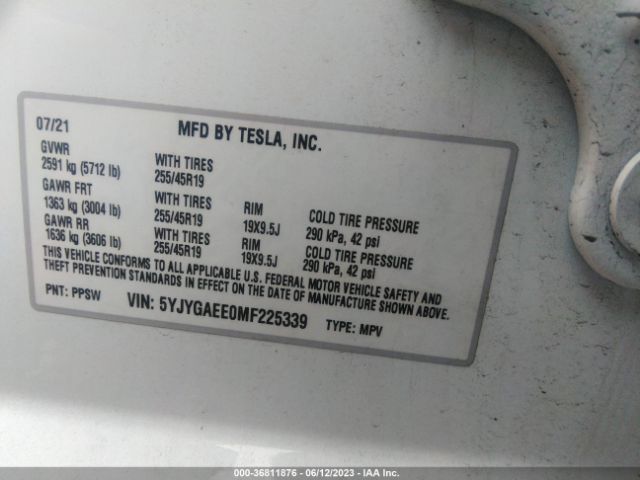 07/21 MFD BY TESLA, INC.
GVWR
2591 kg (5712 lb) WITH TIRES 255/45R19
GAWR FRT
1363 kg (3004 lb) WITH TIRES 255/45R19 RIM 19X9.5J COLD TIRE PRESSURE 290 kPa, 42 psi
GAWR RR
1636 kg (3606 lb) WITH TIRES 255/45R19 RIM 19X9.5J COLD TIRE PRESSURE 290 kPa, 42 psi
THIS VEHICLE CONFORMS TO ALL APPLICABLE U.S. FEDERAL MOTOR VEHICLE SAFETY AND
THEFT PREVENTION STANDARDS IN EFFECT ON THE DATE OF MANUFACTURE SHOWN ABOVE.
PNT: PPSW VIN: 5YJYGAEE0MF225339 TYPE: MPV
000-36811876 - 06/12/2023 - IAA Inc.